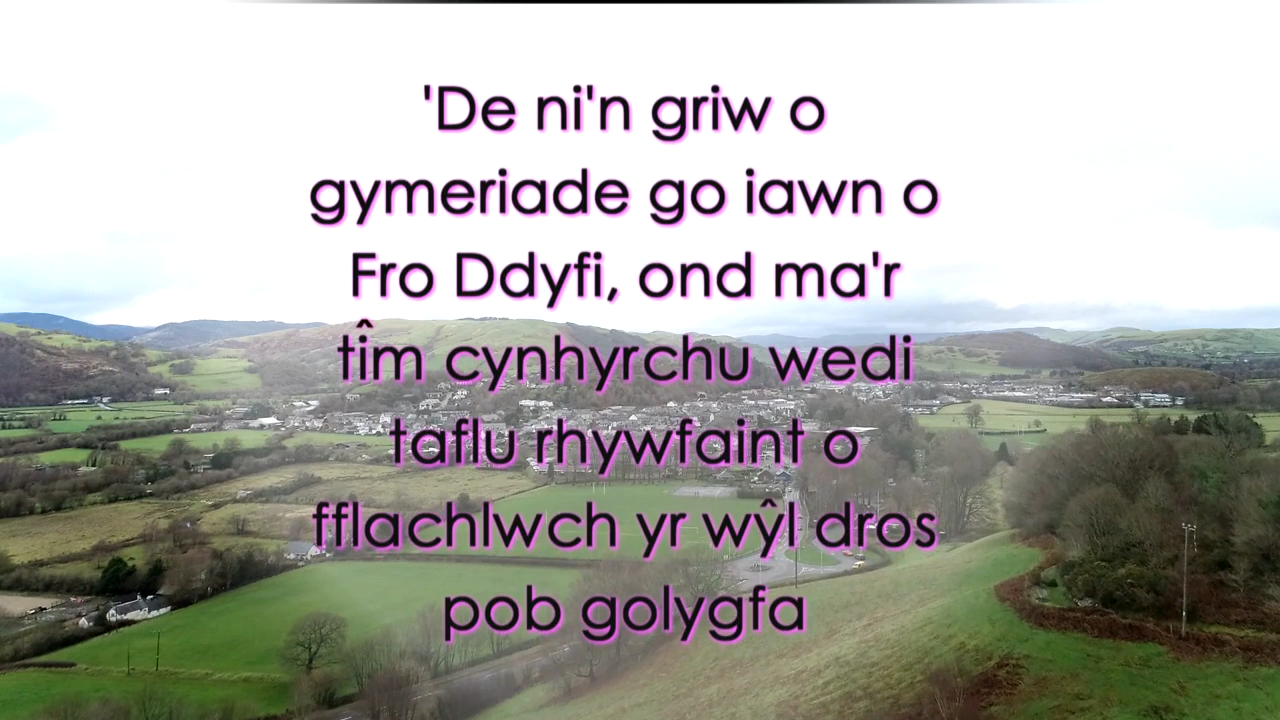 'De ni'n griw o
gymeriade go iawn o
Fro Ddyfi, ond ma'r
tîm cynhyrchu wedi
taflu rhywfaint o
fflachlwch yr wŷl dros
pob golygfa